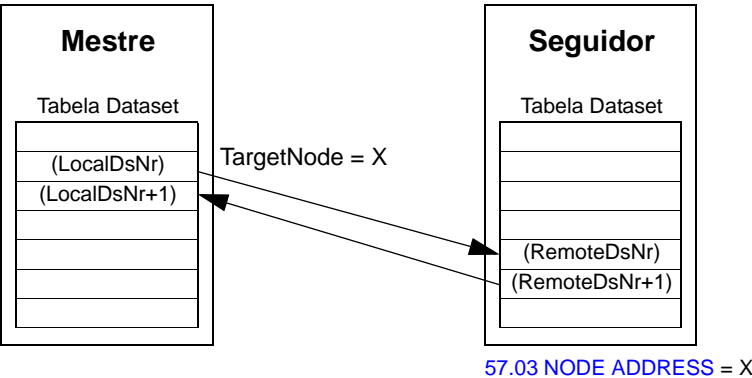 Mestre
Tabela Dataset
(LocalDsNr)
(LocalDsNr+1)
TargetNode = X
Seguidor
Tabela Dataset
(RemoteDsNr)
(RemoteDsNr+1)
57.03 NODE ADDRESS = X